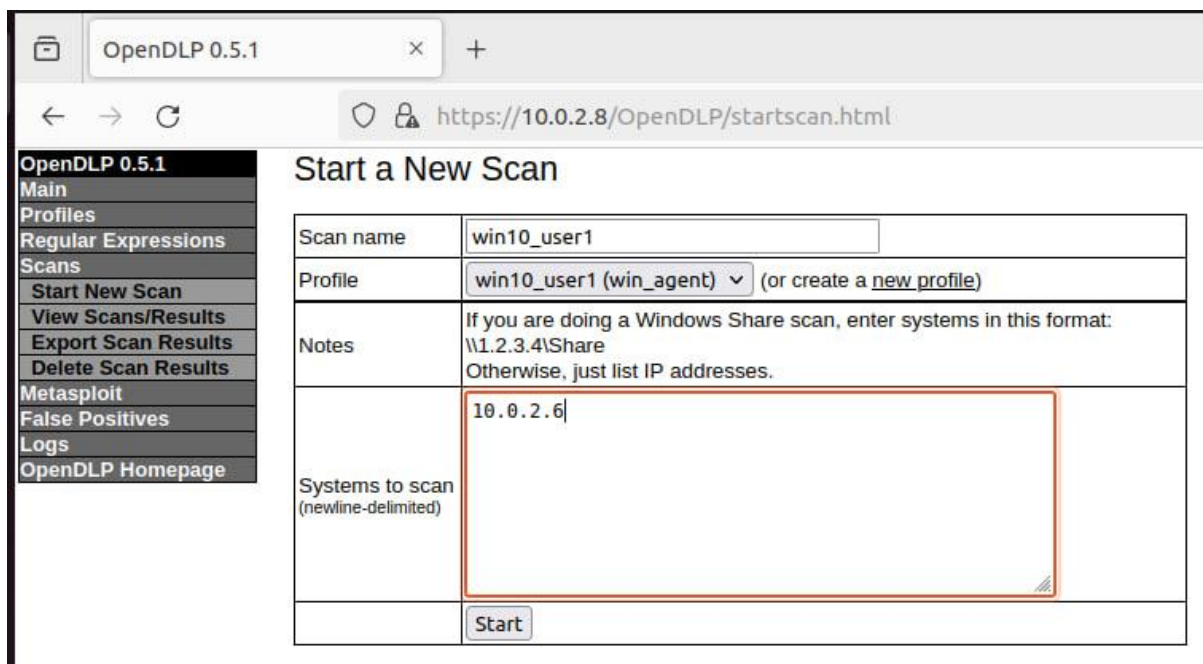 OpenDLP 0.5.1
https://10.0.2.8/OpenDLP/startscan.html
OpenDLP 0.5.1
Main
Profiles
Regular Expressions
Scans
Start New Scan
View Scans/Results
Export Scan Results
Delete Scan Results
Metasploit
False Positives
Logs
OpenDLP Homepage
Start a New Scan
Scan name
win10_user1
Profile
win10_user1 (win_agent) (or create a new profile)
Notes
If you are doing a Windows Share scan, enter systems in this format:
\\1.2.3.4\Share
Otherwise, just list IP addresses.
Systems to scan
(newline-delimited)
10.0.2.6
Start